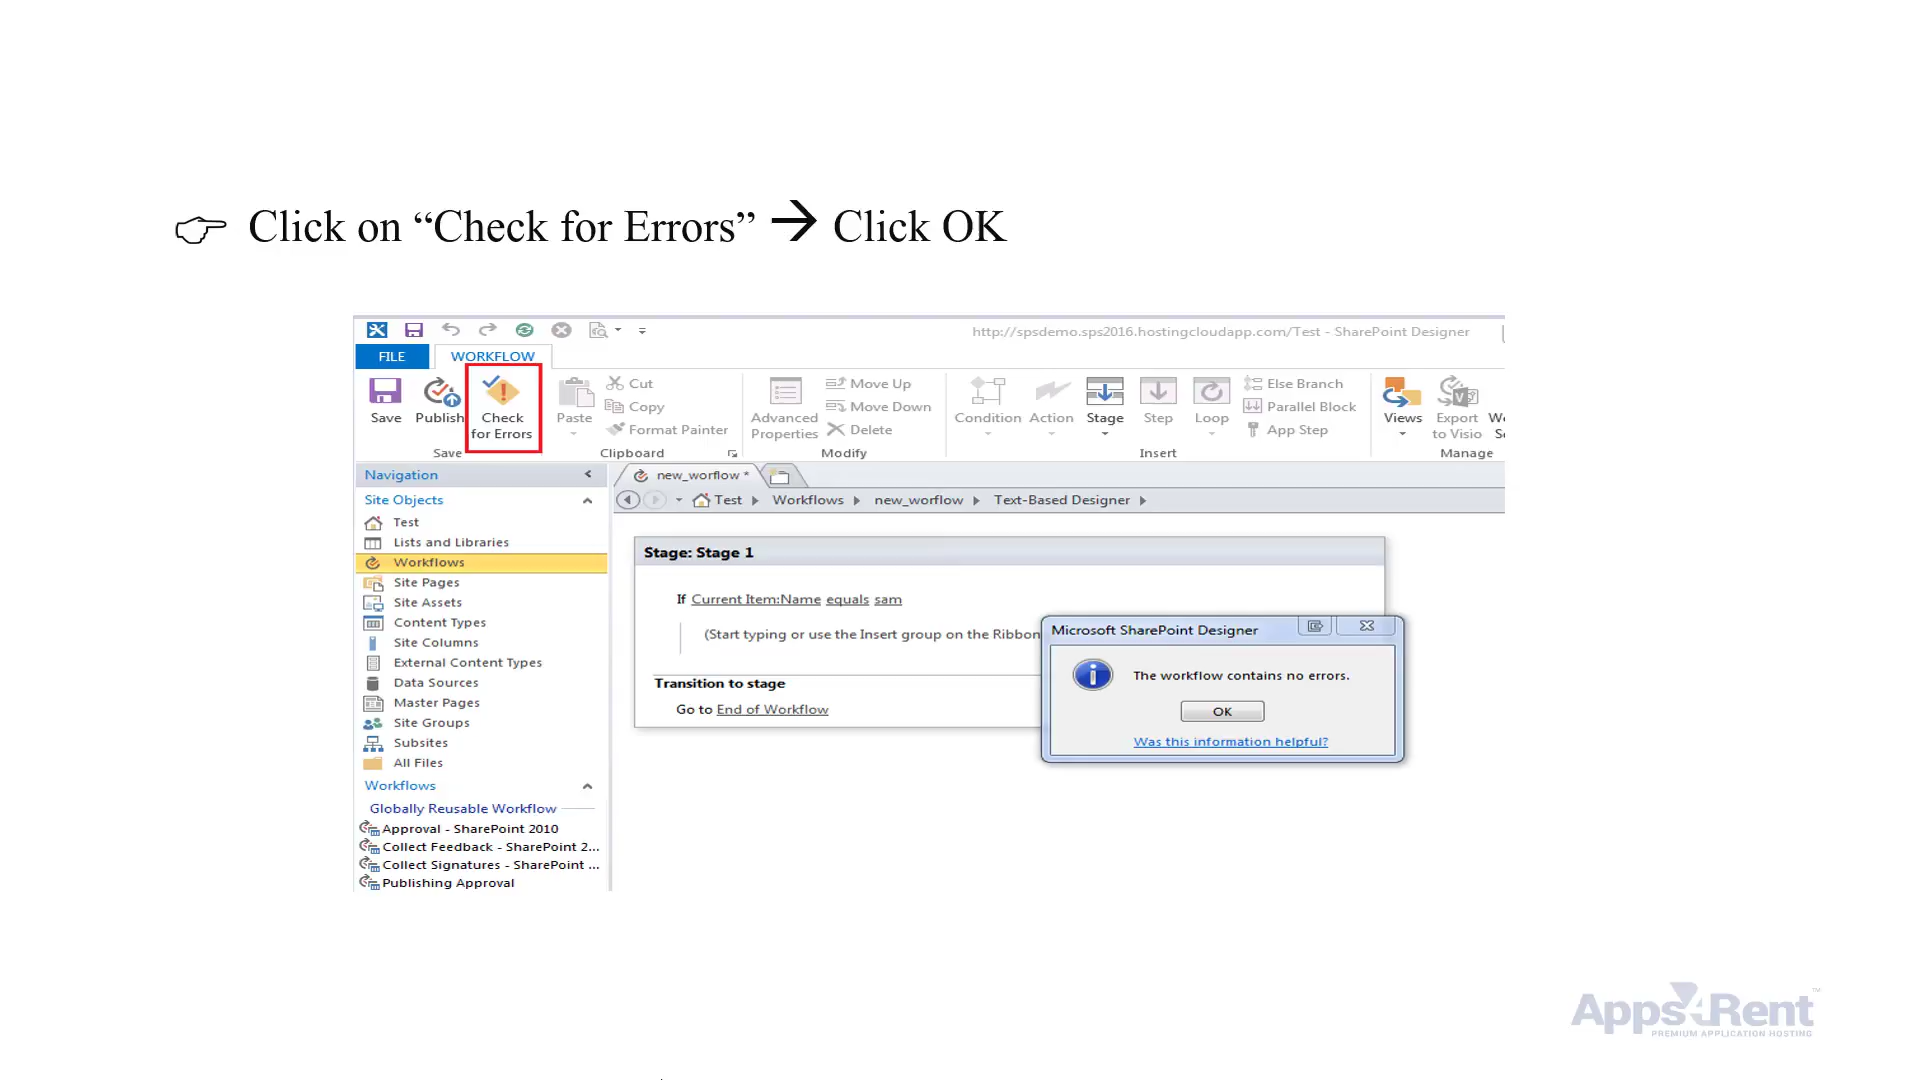 Click on “Check for Errors” → Click OK
http://spsdemo.sps2016.hostingcloudapp.com/Test - SharePoint Designer
FILE WORKFLOW
Save Publish Check for Errors
Paste
Cut
Copy
Format Painter
Advanced Properties
Move Up
Move Down
Delete
Condition Action Stage Step Loop
Else Branch
Parallel Block
App Step
Views Export to Visio
Save Clipboard Modify Insert Manage
Navigation
new_worflow *
Test Workflows new_worflow Text-Based Designer
Site Objects
Test
Lists and Libraries
Workflows
Site Pages
Site Assets
Content Types
Site Columns
External Content Types
Data Sources
Master Pages
Site Groups
Subsites
All Files
Workflows
Globally Reusable Workflow
Approval - SharePoint 2010
Collect Feedback - SharePoint 2...
Collect Signatures - SharePoint ...
Publishing Approval
Stage: Stage 1
If Current Item:Name equals sam
(Start typing or use the Insert group on the Ribbon
Transition to stage
Go to End of Workflow
Microsoft SharePoint Designer
The workflow contains no errors.
OK
Was this information helpful?
Apps4Rent™
PREMIUM APPLICATION HOSTING